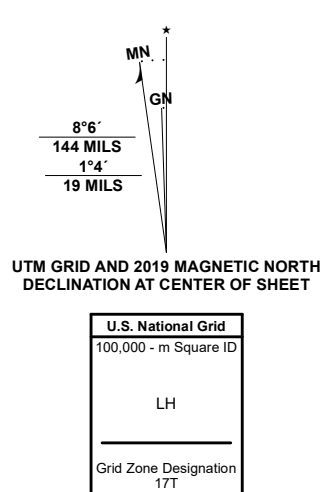 ★
MN
GN
8°6´
144 MILS
1°4´
19 MILS
UTM GRID AND 2019 MAGNETIC NORTH
DECLINATION AT CENTER OF SHEET
U.S. National Grid
100,000 - m Square ID
LH
Grid Zone Designation
17T